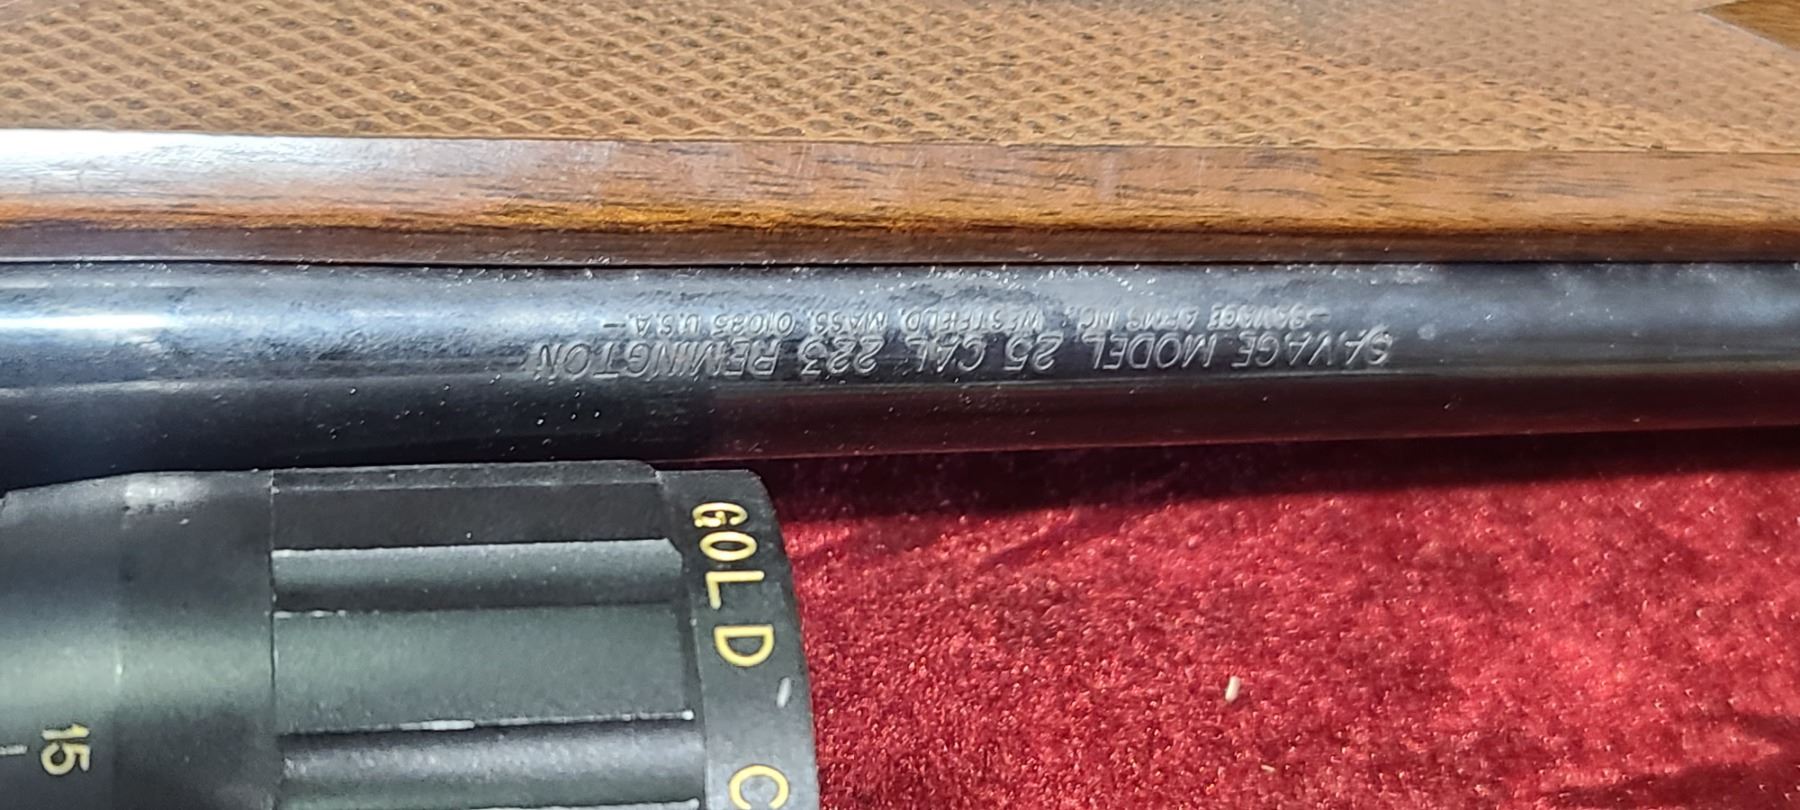 SAVAGE MODEL 25 CAL. 223 REMINGTON
—SAVAGE ARMS INC., WESTFIELD, MASS. 01085 U.S.A.—
GOLD C
15